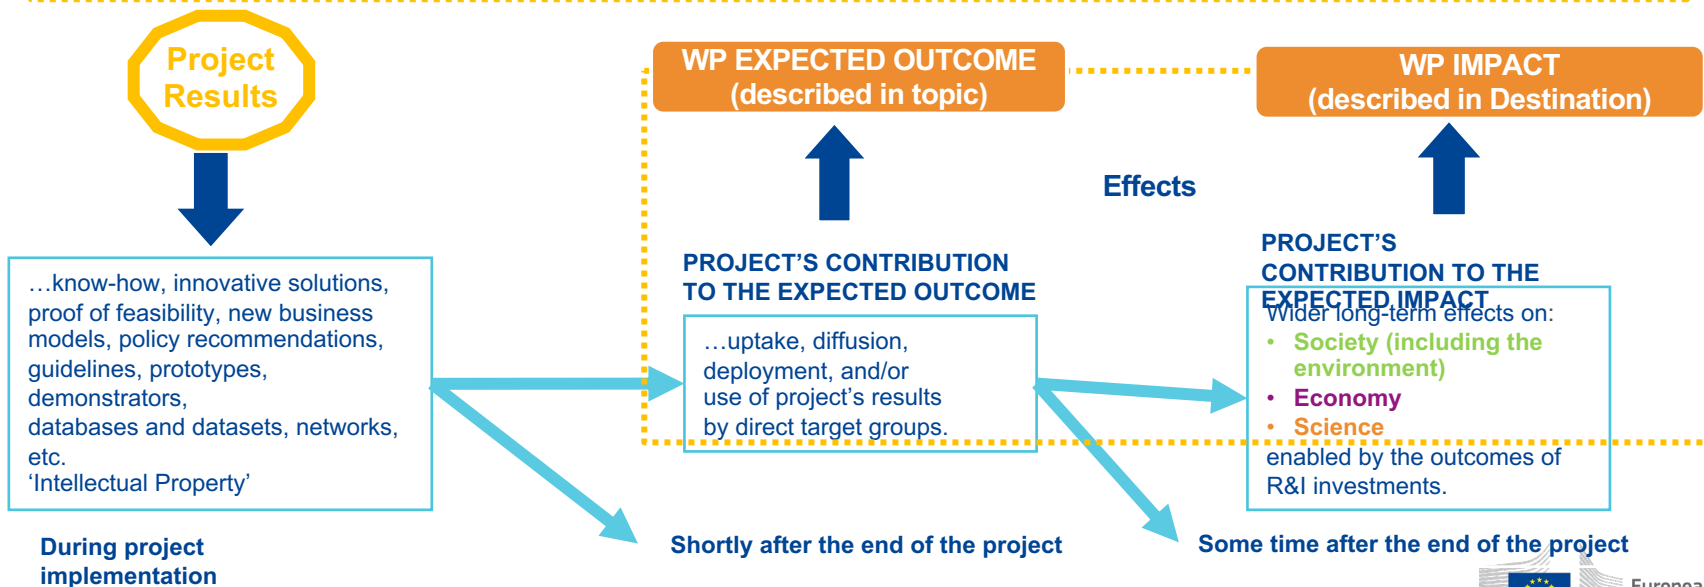 Project
Results
WP EXPECTED OUTCOME
(described in topic)
WP IMPACT
(described in Destination)
Effects
…know-how, innovative solutions,
proof of feasibility, new business
models, policy recommendations,
guidelines, prototypes,
demonstrators,
databases and datasets, networks,
etc.
‘Intellectual Property’
PROJECT’S CONTRIBUTION
TO THE EXPECTED OUTCOME
…uptake, diffusion,
deployment, and/or
use of project’s results
by direct target groups.
PROJECT’S
CONTRIBUTION TO THE
EXPECTED IMPACT
Wider long-term effects on:
• Society (including the
environment)
• Economy
• Science
enabled by the outcomes of
R&I investments.
During project
implementation
Shortly after the end of the project
Some time after the end of the project
Europea